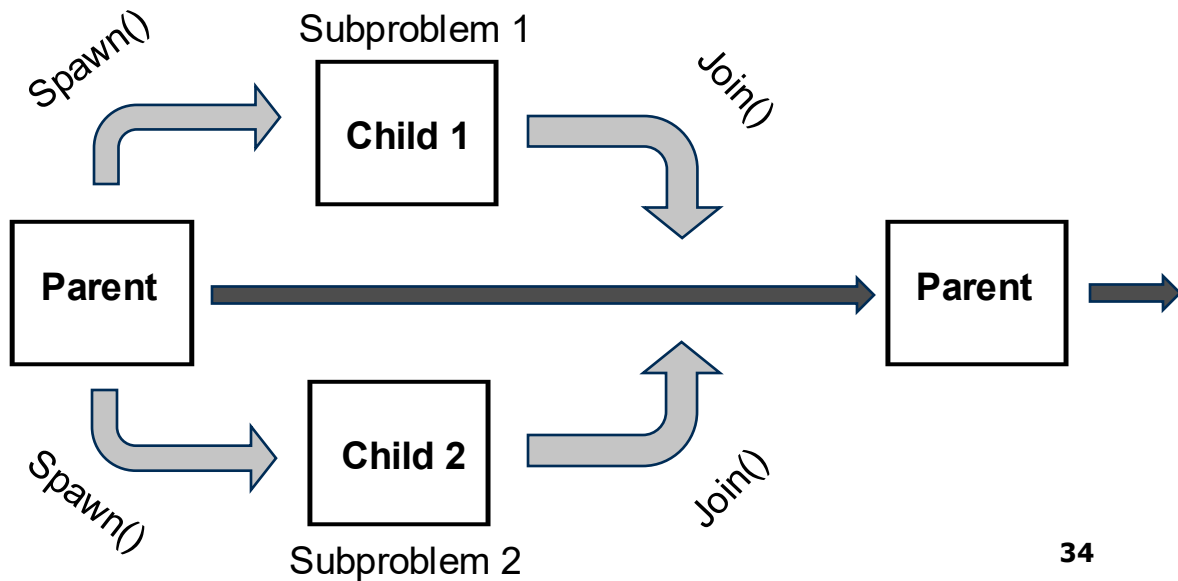 Spawn()
Subproblem 1
Child 1
Join()
Parent
Parent
Spawn()
Child 2
Subproblem 2
Join()
34